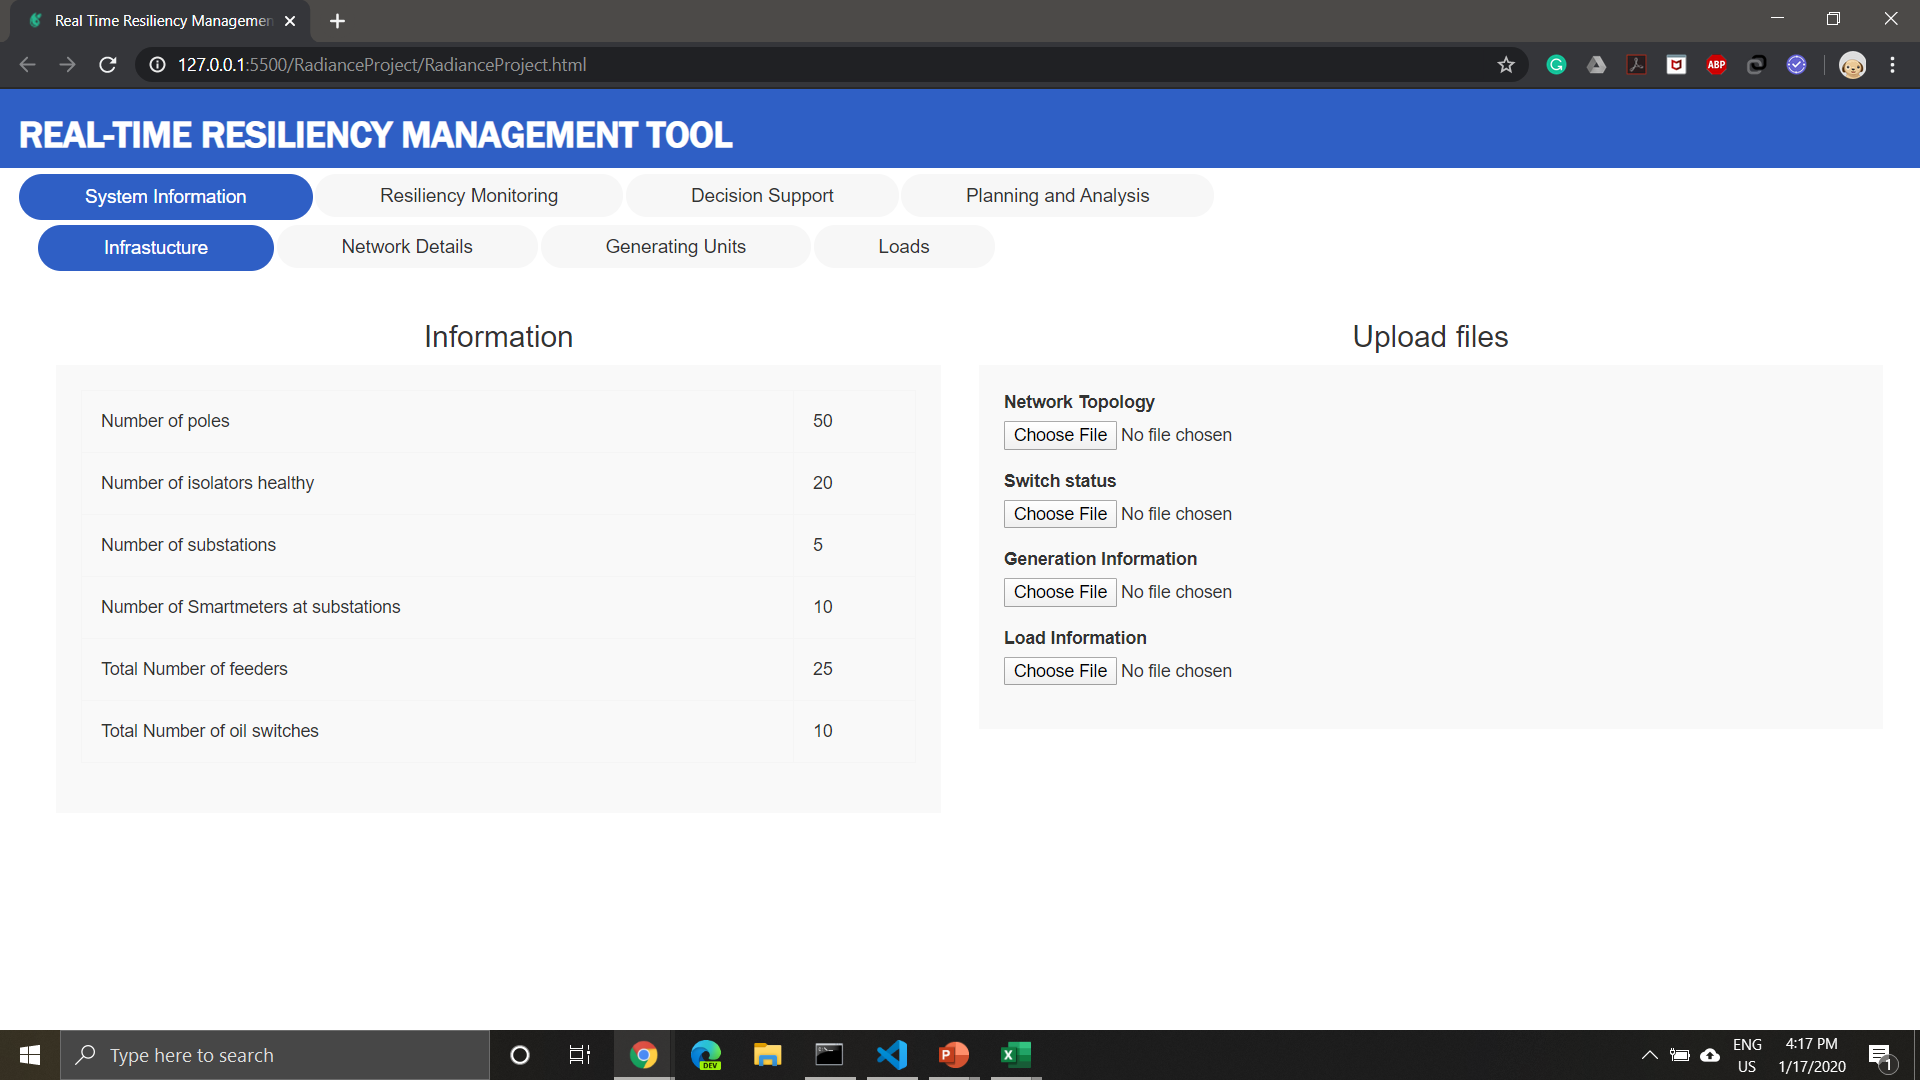 Real Time Resiliency Managemen
127.0.0.1:5500/RadianceProject/RadianceProject.html
ABP
REAL-TIME RESILIENCY MANAGEMENT TOOL
System Information Resiliency Monitoring Decision Support Planning and Analysis
Infrastucture Network Details Generating Units Loads
Information
Number of poles 50
Number of isolators healthy 20
Number of substations 5
Number of Smartmeters at substations 10
Total Number of feeders 25
Total Number of oil switches 10
Upload files
Network Topology
Choose File No file chosen
Switch status
Choose File No file chosen
Generation Information
Choose File No file chosen
Load Information
Choose File No file chosen
Type here to search
DEV
ENG
US
4:17 PM
1/17/2020
1